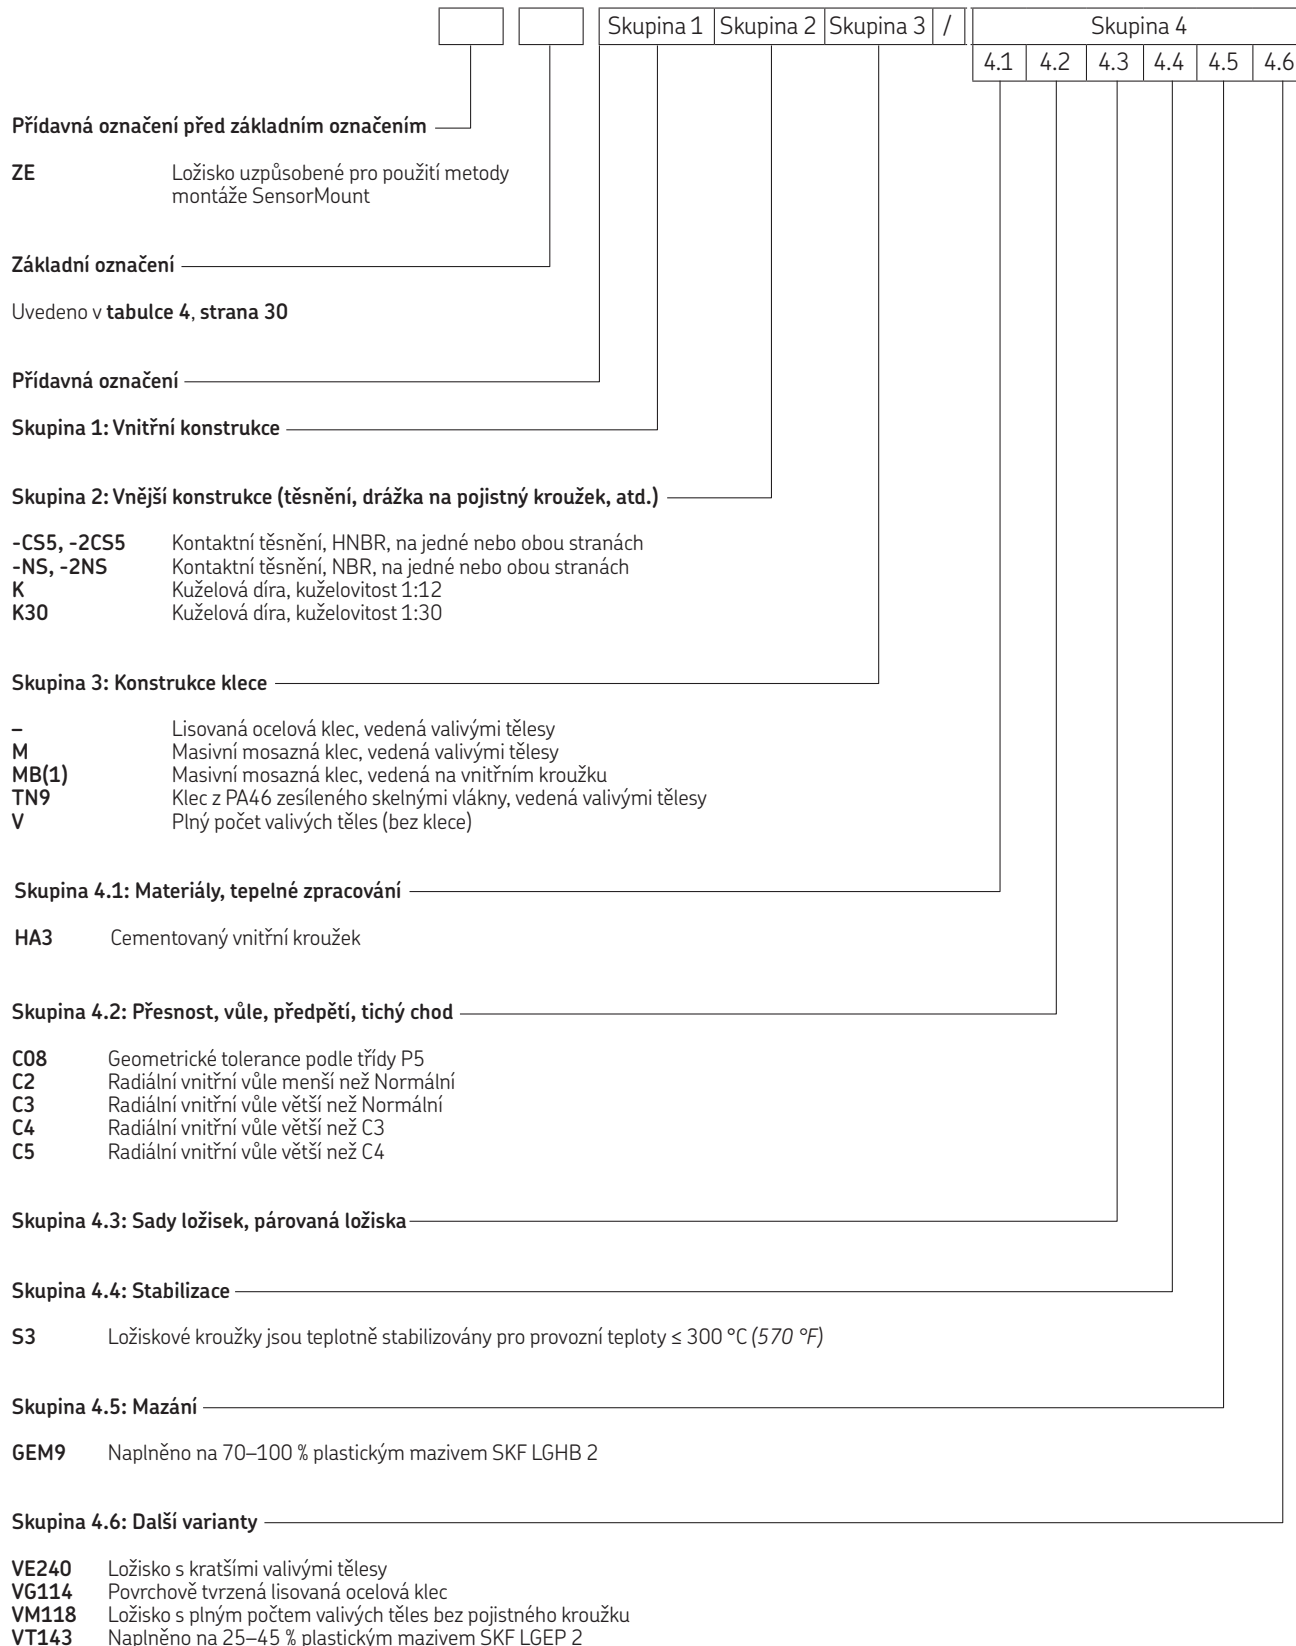 Skupina 1 Skupina 2 Skupina 3 / Skupina 4
4.1 4.2 4.3 4.4 4.5 4.6
Přídavná označení před základním označením
ZE Ložisko uzpůsobené pro použití metody
montáže SensorMount
Základní označení
Uvedeno v tabulce 4, strana 30
Přídavná označení
Skupina 1: Vnitřní konstrukce
Skupina 2: Vnější konstrukce (těsnění, drážka na pojistný kroužek, atd.)
-CS5, -2CS5 Kontaktní těsnění, HNBR, na jedné nebo obou stranách
-NS, -2NS Kontaktní těsnění, NBR, na jedné nebo obou stranách
K Kuželová díra, kuželovitost 1:12
K30 Kuželová díra, kuželovitost 1:30
Skupina 3: Konstrukce klece
– Lisovaná ocelová klec, vedená valivými tělesy
M Masivní mosazná klec, vedená valivými tělesy
MB(1) Masivní mosazná klec, vedená na vnitřním kroužku
TN9 Klec z PA46 zesíleného skelnými vlákny, vedená valivými tělesy
V Plný počet valivých těles (bez klece)
Skupina 4.1: Materiály, tepelné zpracování
HA3 Cementovaný vnitřní kroužek
Skupina 4.2: Přesnost, vůle, předpětí, tichý chod
C08 Geometrické tolerance podle třídy P5
C2 Radiální vnitřní vůle menší než Normální
C3 Radiální vnitřní vůle větší než Normální
C4 Radiální vnitřní vůle větší než C3
C5 Radiální vnitřní vůle větší než C4
Skupina 4.3: Sady ložisek, párovaná ložiska
Skupina 4.4: Stabilizace
S3 Ložiskové kroužky jsou teplotně stabilizovány pro provozní teploty ≤ 300 °C (570 °F)
Skupina 4.5: Mazání
GEM9 Naplněno na 70–100 % plastickým mazivem SKF LGHB 2
Skupina 4.6: Další varianty
VE240 Ložisko s kratšími valivými tělesy
VG114 Povrchově tvrzená lisovaná ocelová klec
VM118 Ložisko s plným počtem valivých těles bez pojistného kroužku
VT143 Naplněno na 25–45 % plastickým mazivem SKF LGEP 2